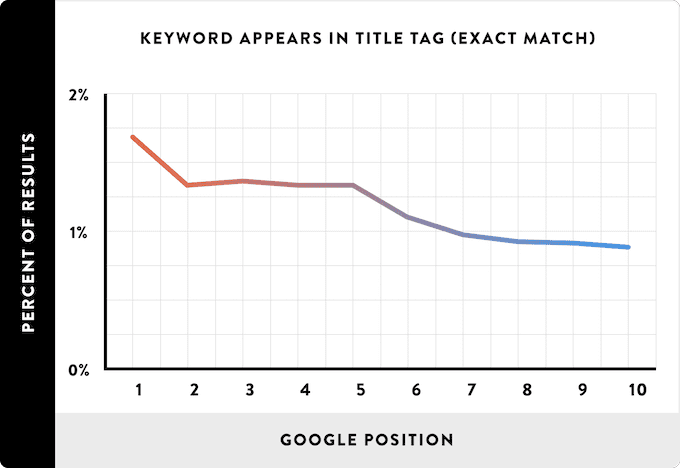 KEYWORD APPEARS IN TITLE TAG (EXACT MATCH)
PERCENT OF RESULTS
2%
1%
0%
1 2 3 4 5 6 7 8 9 10
GOOGLE POSITION